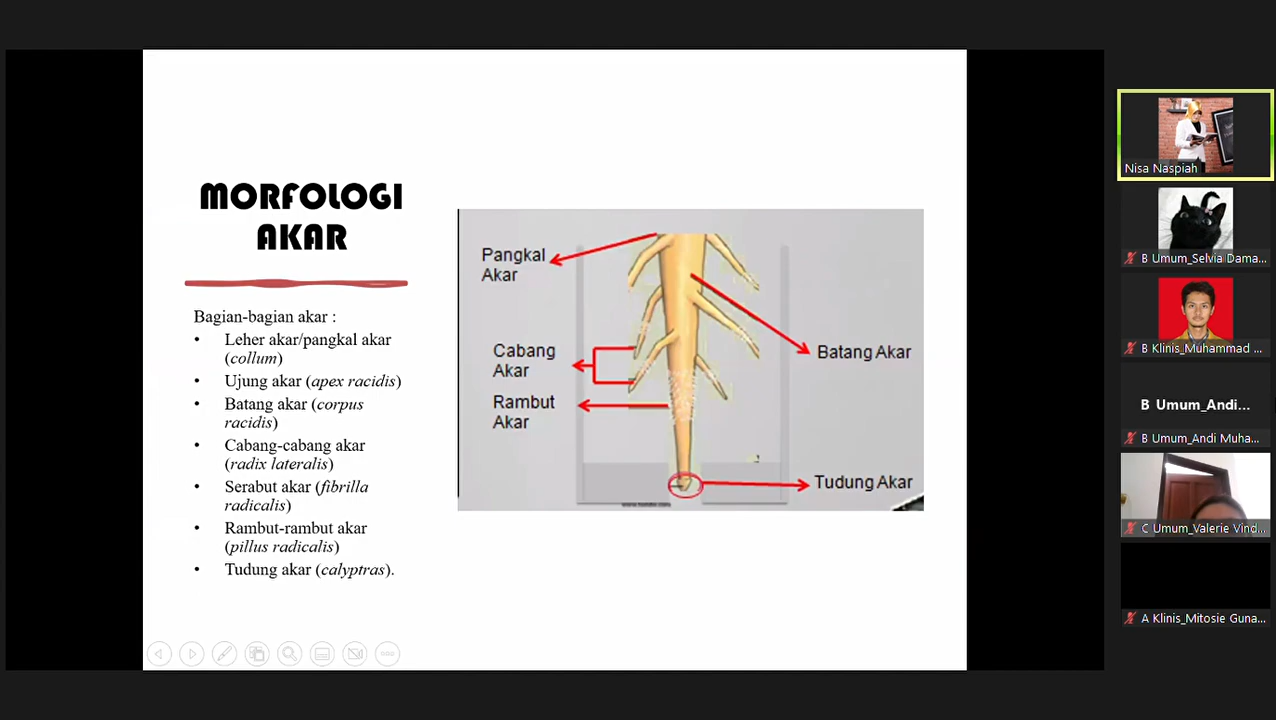 MORFOLOGI
AKAR
Bagian-bagian akar :
• Leher akar/pangkal akar
(collum)
• Ujung akar (apex racidis)
• Batang akar (corpus
racidis)
• Cabang-cabang akar
(radix lateralis)
• Serabut akar (fibrilla
radicalis)
• Rambut-rambut akar
(pillus radicalis)
• Tudung akar (calyptras).
Pangkal
Akar
Cabang
Akar
Rambut
Akar
Batang Akar
Tudung Akar
Nisa Naspiah
B Umum_Selvia Dama...
B Klinis_Muhammad ...
B Umum_Andi...
B Umum_Andi Muha...
C Umum_Valerie Vind...
A Klinis_Mitosie Guna...